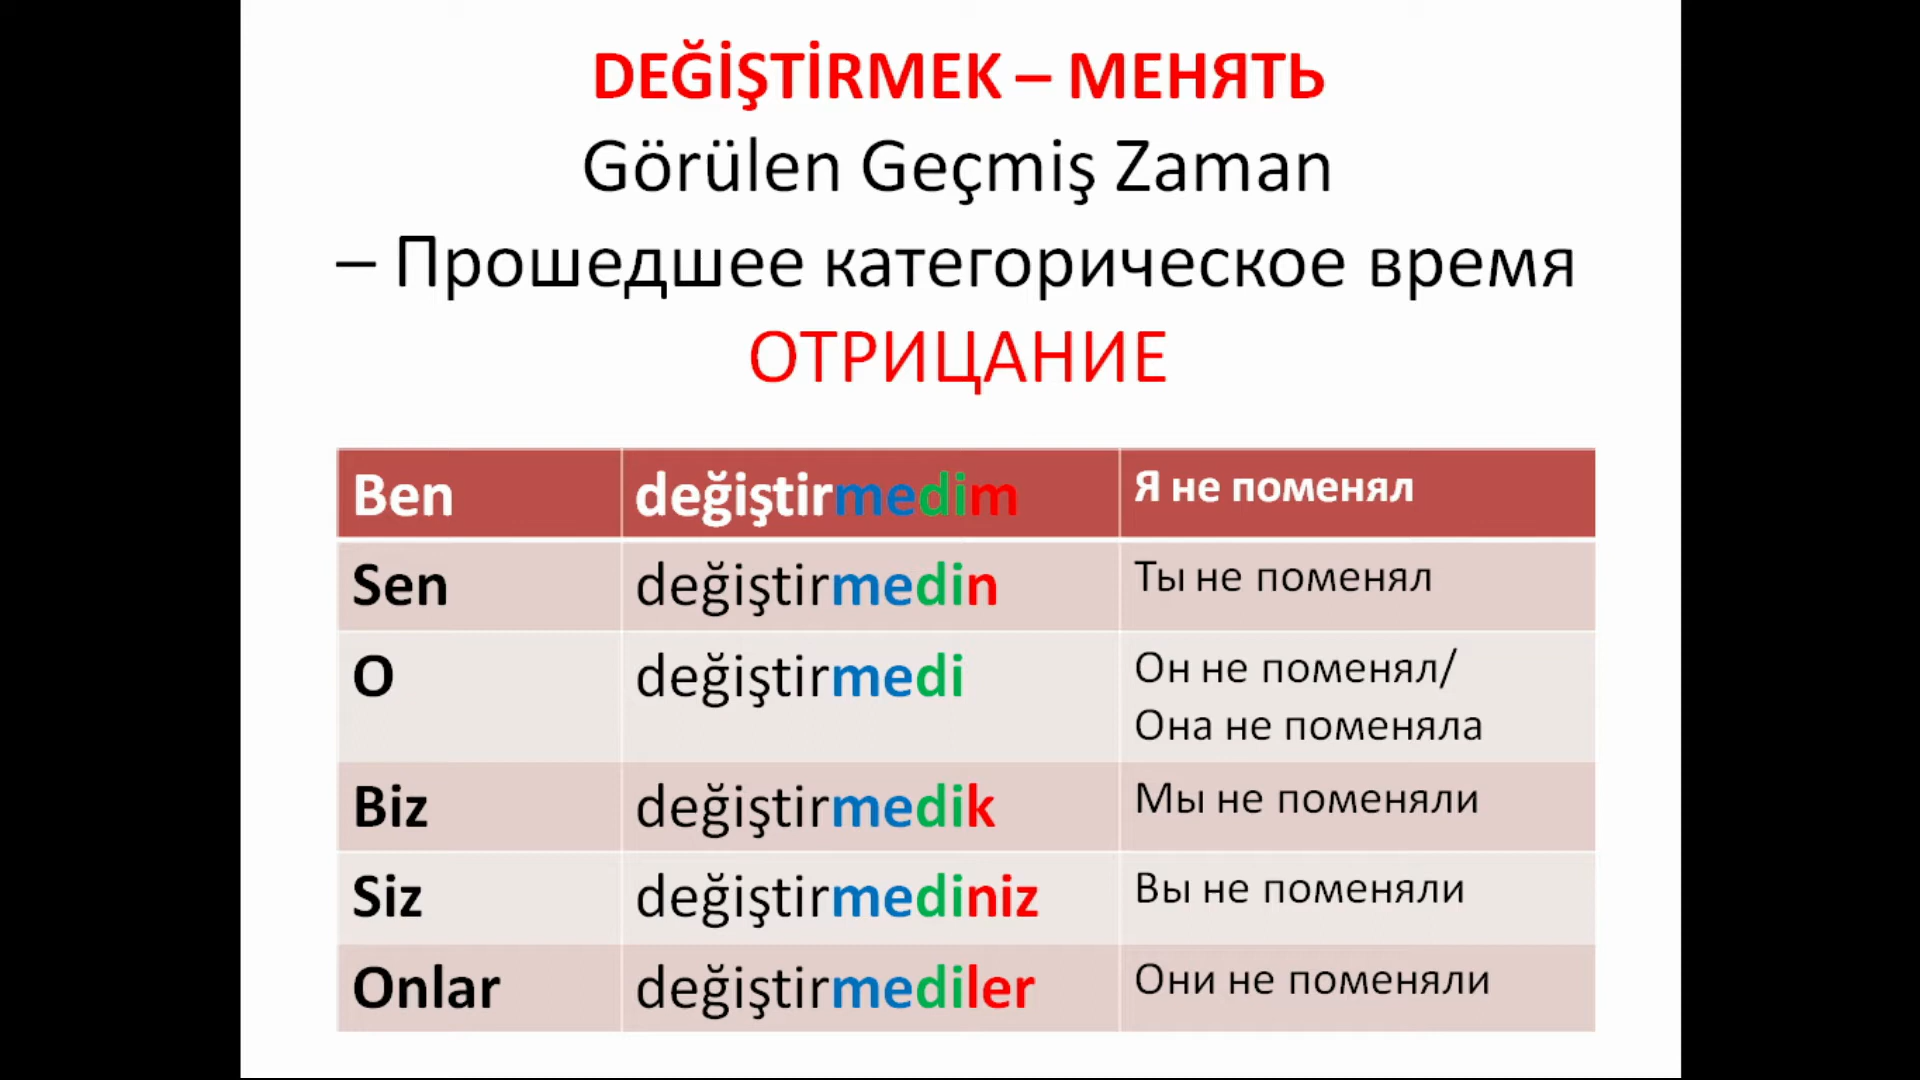 DEĞİŞTİRMEK – МЕНЯТЬ
Görülen Geçmiş Zaman
– Прошедшее категорическое время
ОТРИЦАНИЕ
Ben değiştirmedim Я не поменял
Sen değiştirmedin Ты не поменял
O değiştirmedi Он не поменял/
Она не поменяла
Biz değiştirmedik Мы не поменяли
Siz değiştirmediniz Вы не поменяли
Onlar değiştirmediler Они не поменяли